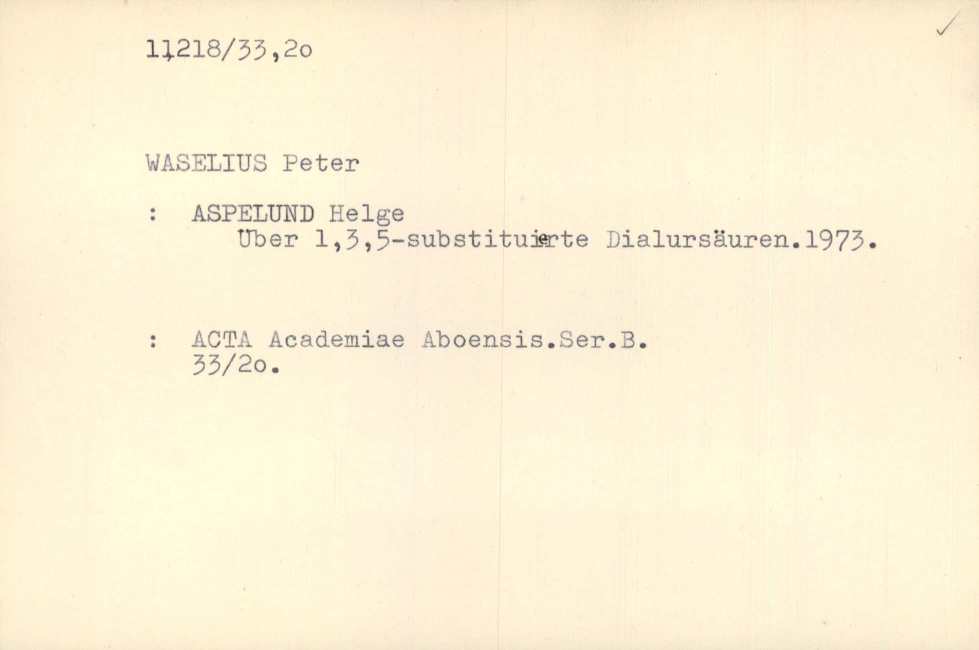 11218/33,2o
WASELIUS Peter
: ASPELUND Helge
Über 1,3,5-substituierte Dialursäuren.1973.
: ACTA Academiae Aboensis.Ser.B.
33/2o.